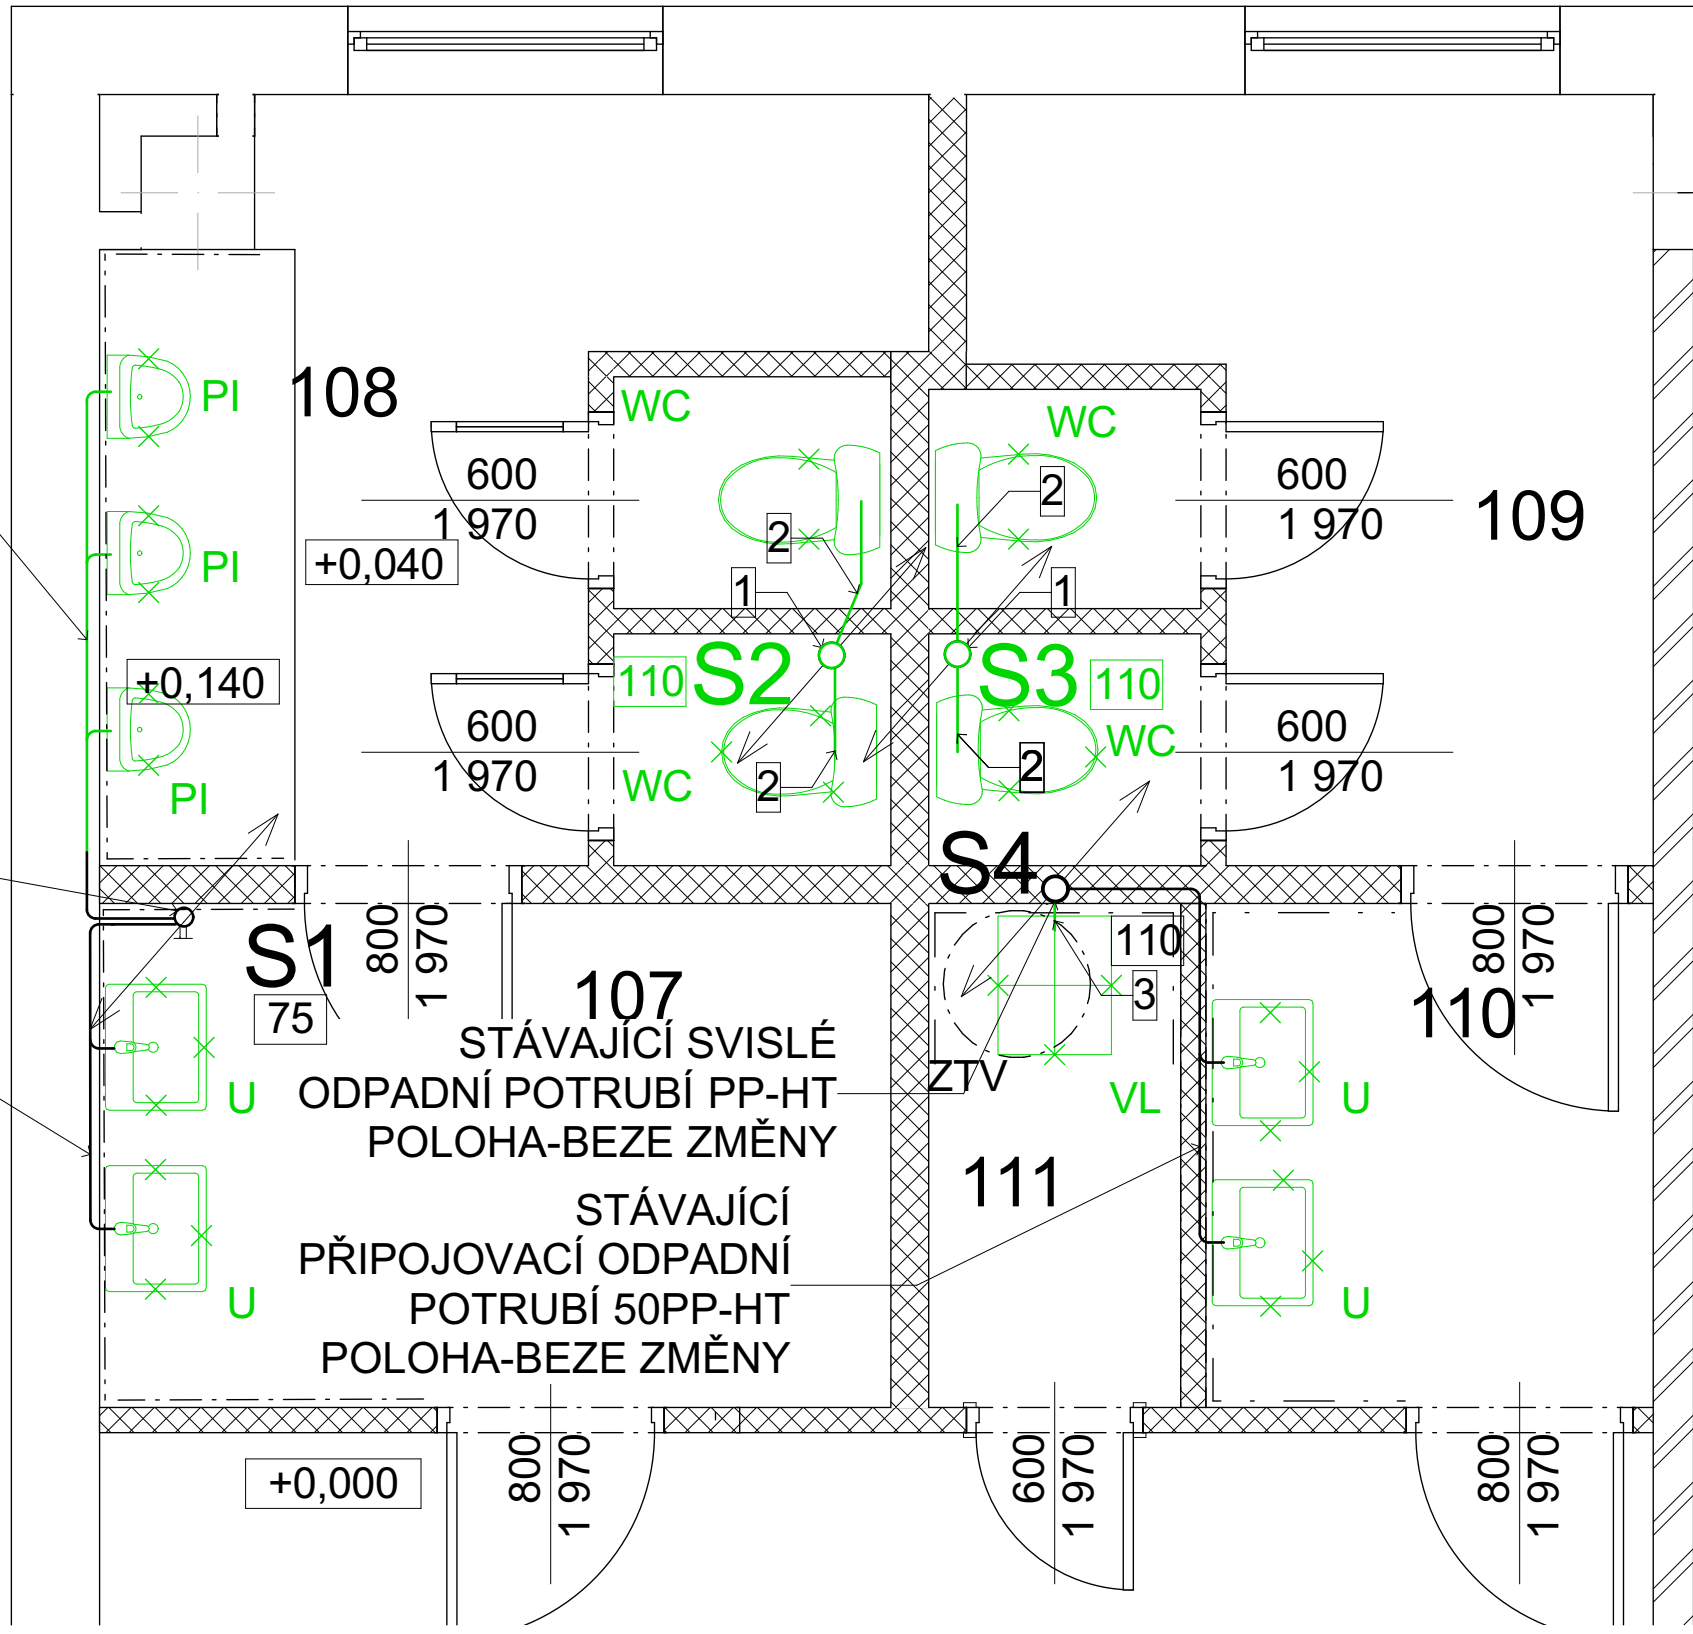 PI
108
WC
WC
600
1 970
2
2
600
1 970
109
PI
+0,040
1
1
+0,140
110
S2
S3
110
600
1 970
WC
2
2
WC
600
1 970
PI
S4
S1
800
1 970
107
110
3
800
1 970
110
75
STÁVAJÍCÍ SVISLÉ
ODPADNÍ POTRUBÍ PP-HT
POLOHA-BEZE ZMĚNY
ZTV
VL
U
U
111
STÁVAJÍCÍ
PŘIPOJOVACÍ ODPADNÍ
POTRUBÍ 50PP-HT
POLOHA-BEZE ZMĚNY
U
U
+0,000
800
1 970
600
1 970
800
1 970